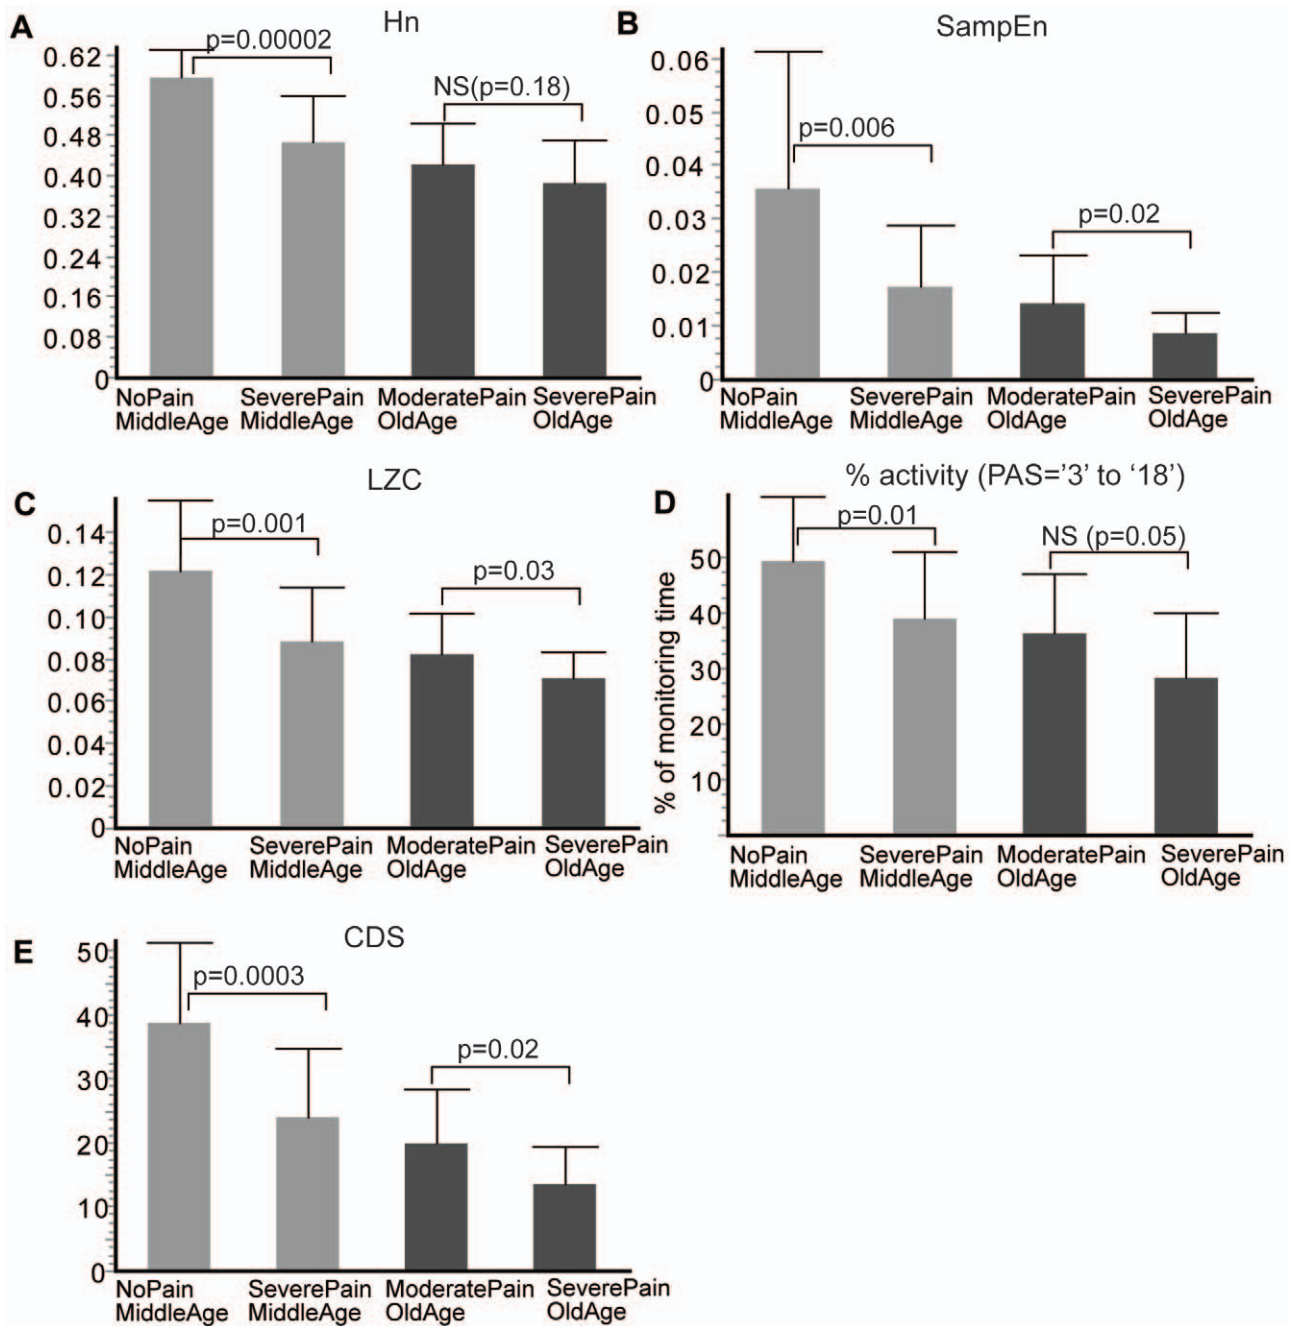 A
Hn
p=0.00002
NS(p=0.18)
0.62
0.56
0.48
0.40
0.32
0.24
0.16
0.08
0
NoPain
MiddleAge
SeverePain
MiddleAge
ModeratePain
OldAge
SeverePain
OldAge
B
SampEn
p=0.006
p=0.02
0.06
0.05
0.04
0.03
0.02
0.01
0
NoPain
MiddleAge
SeverePain
MiddleAge
ModeratePain
OldAge
SeverePain
OldAge
C
LZC
p=0.001
p=0.03
0.14
0.12
0.10
0.08
0.06
0.04
0.02
0
NoPain
MiddleAge
SeverePain
MiddleAge
ModeratePain
OldAge
SeverePain
OldAge
D
% activity (PAS=’3’ to ‘18’)
p=0.01
NS (p=0.05)
% of monitoring time
50
40
30
20
10
NoPain
MiddleAge
SeverePain
MiddleAge
ModeratePain
OldAge
SeverePain
OldAge
E
CDS
p=0.0003
p=0.02
50
40
30
20
10
0
NoPain
MiddleAge
SeverePain
MiddleAge
ModeratePain
OldAge
SeverePain
OldAge